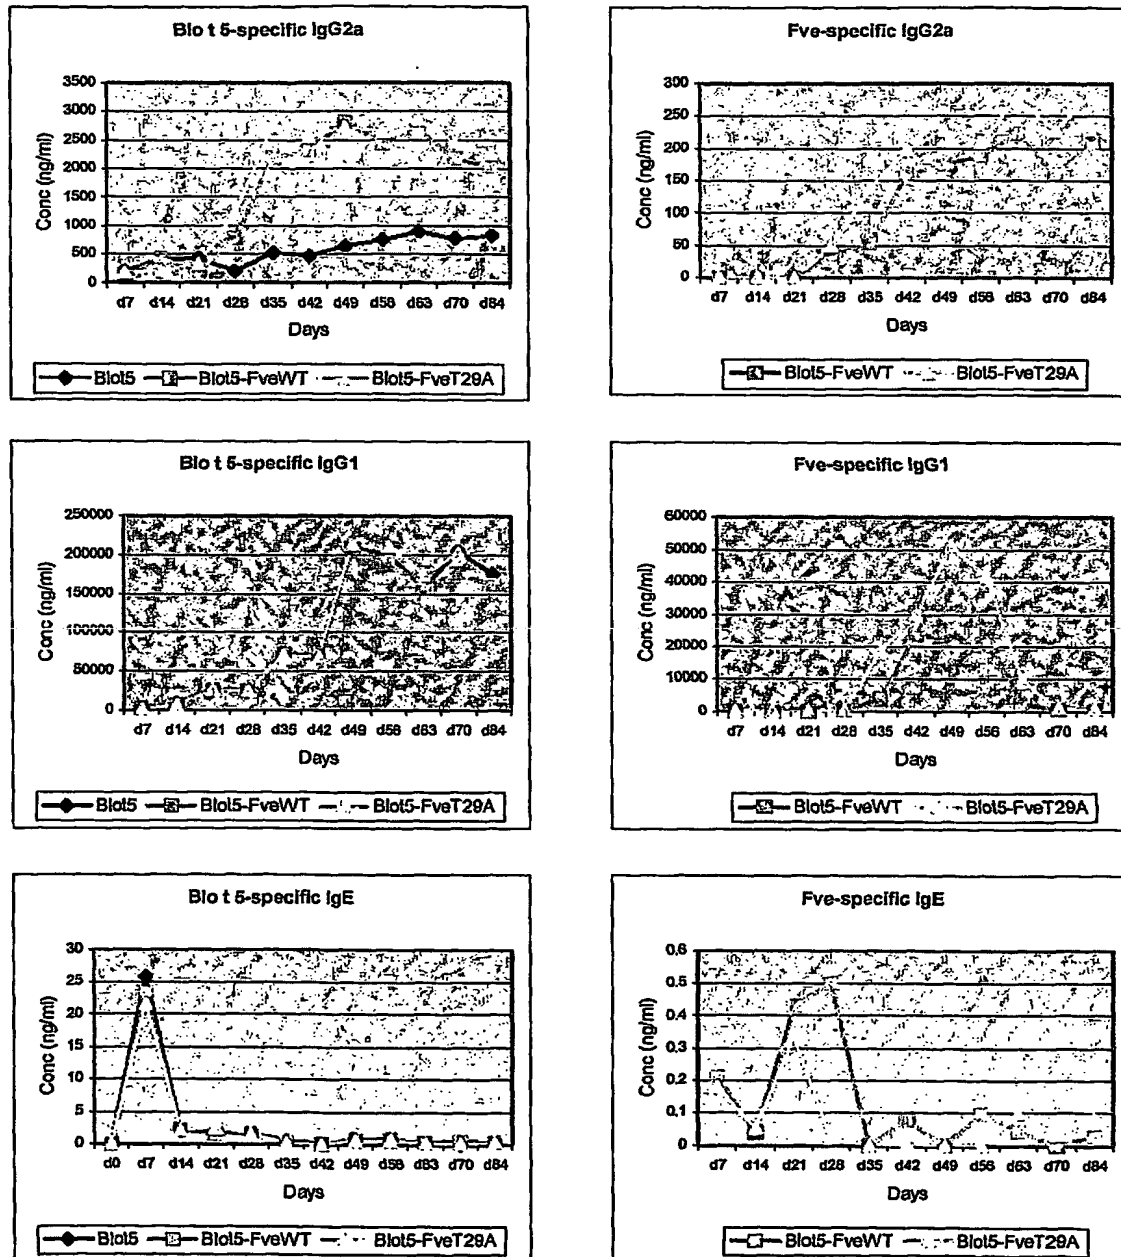 Blo t 5-specific IgG2a
3500
3000
2500
2000
1500
1000
500
0
Conc (ng/ml)
d7 d14 d21 d28 d35 d42 d49 d56 d63 d70 d84
Days
Blot5 Blot5-FveWT Blot5-FveT29A
Fve-specific IgG2a
300
250
200
150
100
50
0
Conc (ng/ml)
d7 d14 d21 d28 d35 d42 d49 d56 d63 d70 d84
Days
Blot5-FveWT Blot5-FveT29A
Blo t 5-specific IgG1
250000
200000
150000
100000
50000
0
Conc (ng/ml)
d7 d14 d21 d28 d35 d42 d49 d56 d63 d70 d84
Days
Blot5 Blot5-FveWT Blot5-FveT29A
Fve-specific IgG1
60000
50000
40000
30000
20000
10000
0
Conc (ng/ml)
d7 d14 d21 d28 d35 d42 d49 d56 d63 d70 d84
Days
Blot5-FveWT Blot5-FveT29A
Blo t 5-specific IgE
30
25
20
15
10
5
0
Conc (ng/ml)
d0 d7 d14 d21 d28 d35 d42 d49 d56 d63 d70 d84
Days
Blot5 Blot5-FveWT Blot5-FveT29A
Fve-specific IgE
0.6
0.5
0.4
0.3
0.2
0.1
0
Conc (ng/ml)
d7 d14 d21 d28 d35 d42 d49 d56 d63 d70 d84
Days
Blot5-FveWT Blot5-FveT29A